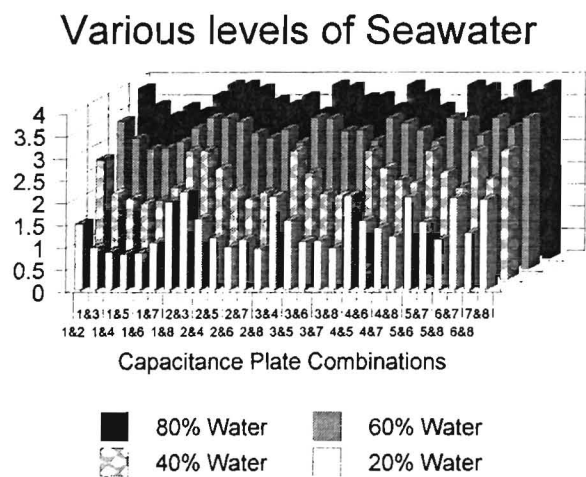 Various levels of Seawater
4
3.5
3
2.5
2
1.5
1
0.5
0
1&3 1&5 1&7 2&3 2&5 2&7 3&4 3&6 3&8 4&6 4&8 5&7 6&7 7&8
1&2 1&4 1&6 1&8 2&4 2&6 2&8 3&5 3&7 4&5 4&7 5&6 5&8 6&8
Capacitance Plate Combinations
80% Water 60% Water
40% Water 20% Water